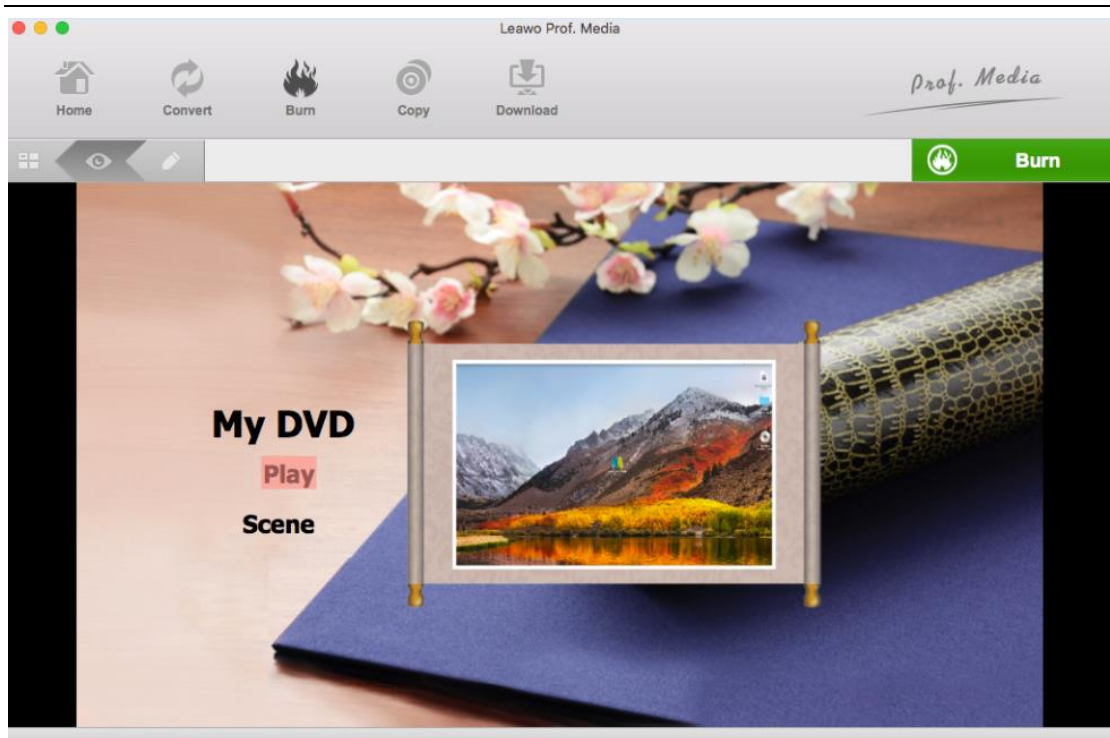 Leawo Prof. Media
Home Convert Burn Copy Download
Prof. Media
Burn
My DVD
Play
Scene